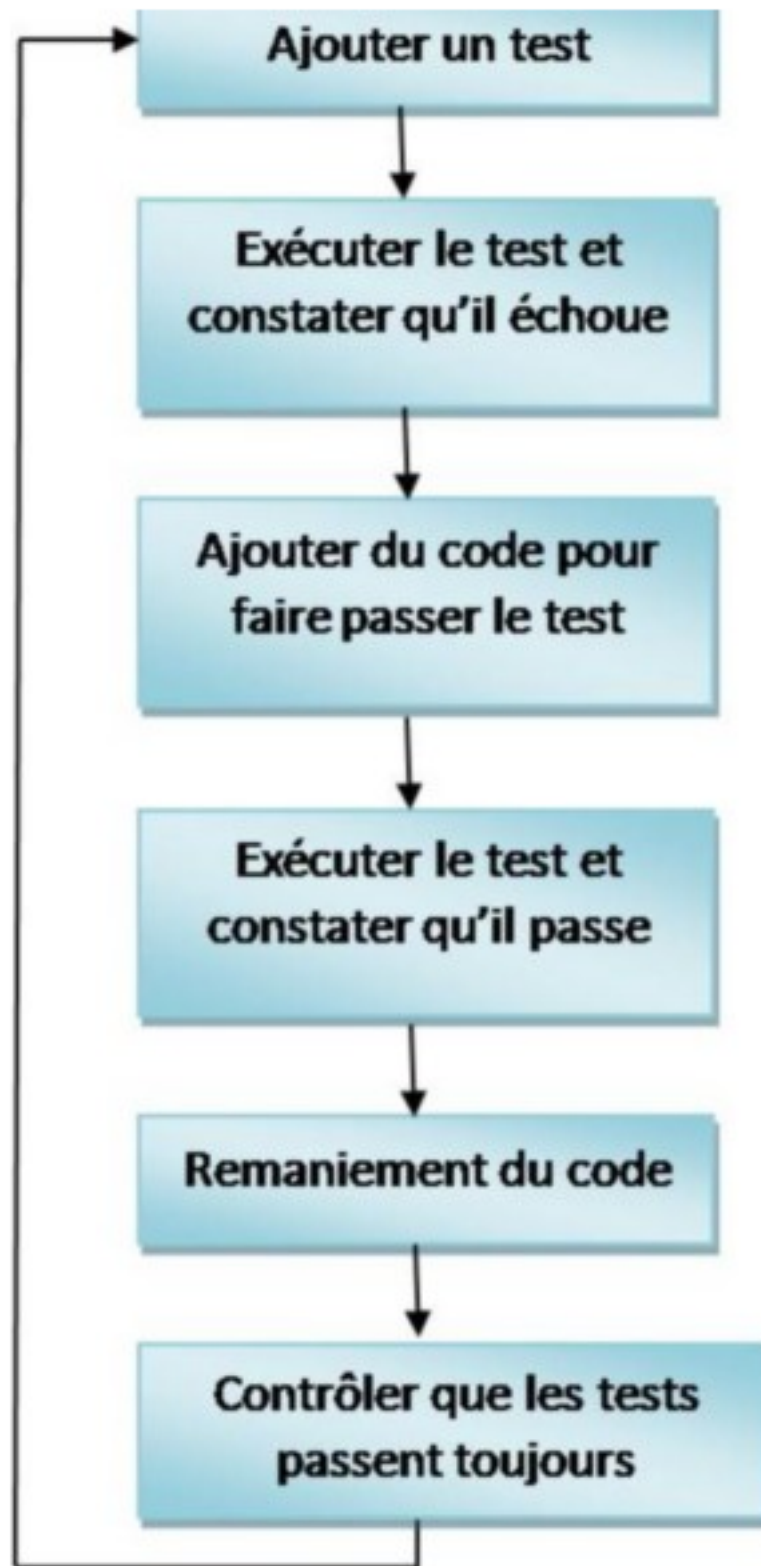 Ajouter un test
Exécuter le test et
constater qu'il échoue
Ajouter du code pour
faire passer le test
Exécuter le test et
constater qu'il passe
Remaniement du code
Contrôler que les tests
passent toujours